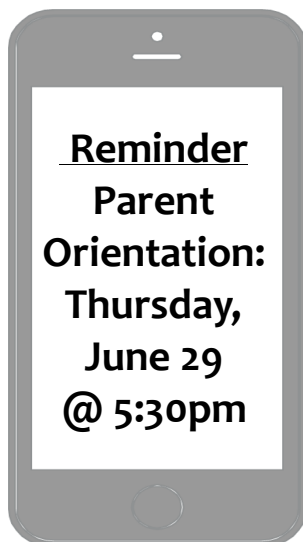 Reminder
Parent
Orientation:
Thursday,
June 29
@ 5:30pm